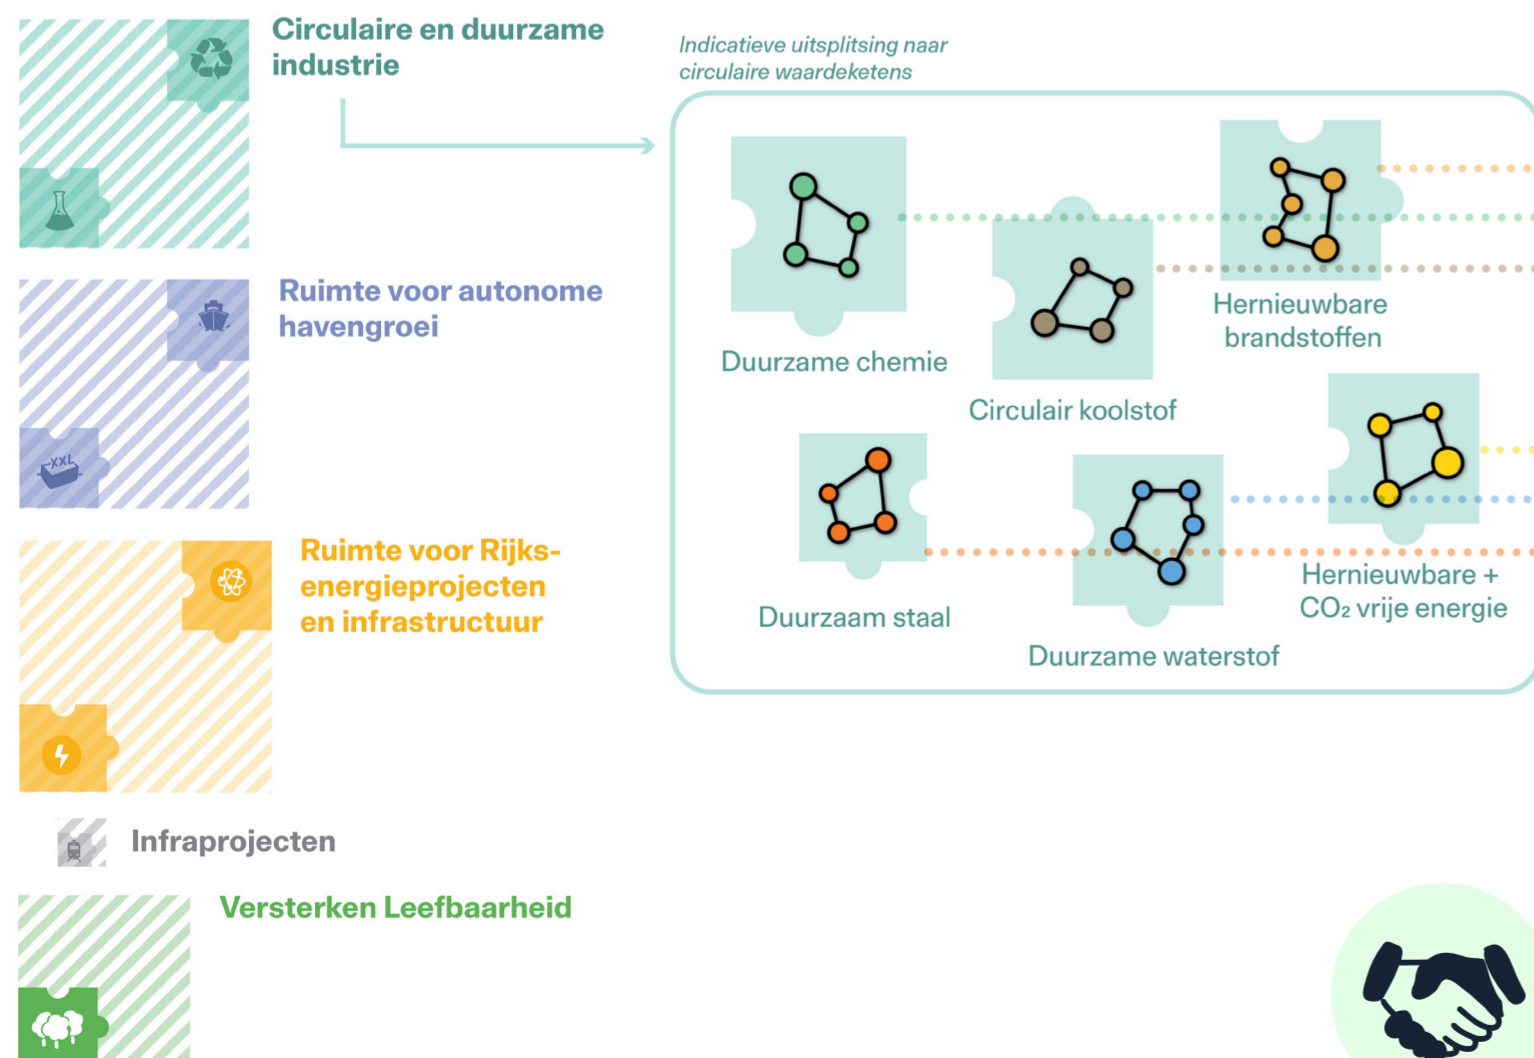 Circulaire en duurzame
industrie
Indicatieve uitsplitsing naar
circulaire waardeketens
Duurzame chemie
Circulair koolstof
Hernieuwbare
brandstoffen
Duurzaam staal
Duurzame waterstof
Hernieuwbare +
CO₂ vrije energie
Ruimte voor autonome
havengroei
XXL
Ruimte voor Rijks-
energieprojecten
en infrastructuur
Infraprojecten
Versterken Leefbaarheid